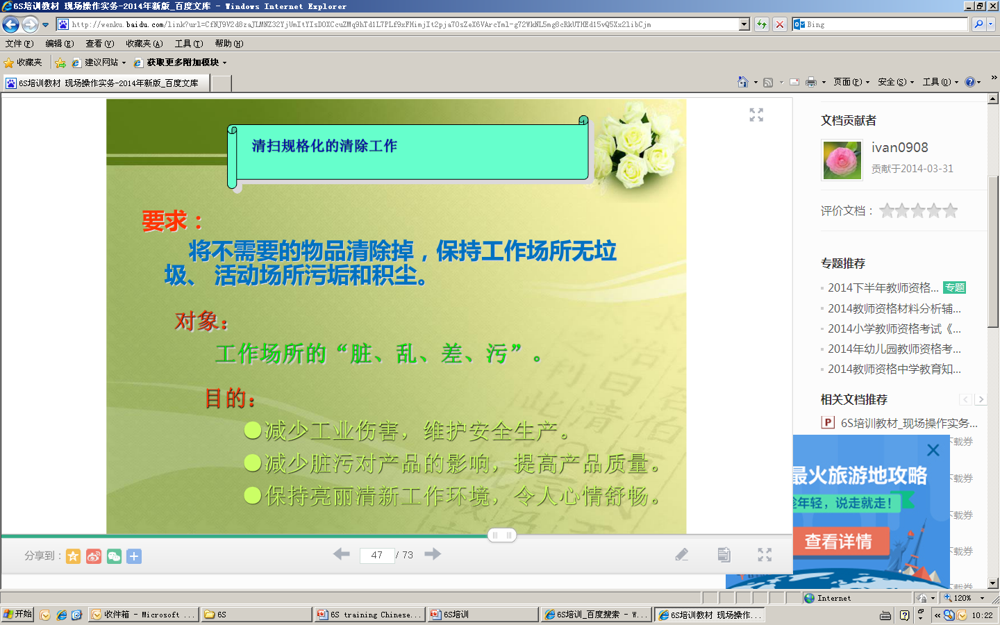 6S培训教材 现场操作实务-2014年新版_百度文库 - Windows Internet Explorer
Bing
文件(F) 编辑(E) 查看(V) 收藏夹(A) 工具(T) 帮助(H)
收藏夹 建议网站 获取更多附加模块
6S培训教材 现场操作实务-2014年新版_百度文库
页面(P) 安全(S) 工具(O)
清扫规格化的清除工作
要求：
将不需要的物品清除掉，保持工作场所无垃
圾、 活动场所污垢和积尘。
对象：
工作场所的“脏、乱、差、污”。
目的：
●减少工业伤害，维护安全生产。
●减少脏污对产品的影响，提高产品质量。
●保持亮丽清新工作环境，令人心情舒畅。
分享到：
47 / 73
文档贡献者
ivan0908
贡献于2014-03-31
评价文档：
专题推荐
2014下半年教师资格... 专题
2014教师资格材料分析辅...
2014小学教师资格考试《...
2014年幼儿园教师资格考...
2014教师资格中学教育知...
相关文档推荐
6S培训教材_现场操作实务...
下载券
下载券
下载券
下载券
最火旅游地攻略
趁年轻，说走就走！
查看详情
Internet
120%
开始
收件箱 - Microsoft ...
6S
6S training Chinese...
6S培训
6S培训_百度搜索 - W...
6S培训教材 现场操作...
10:22